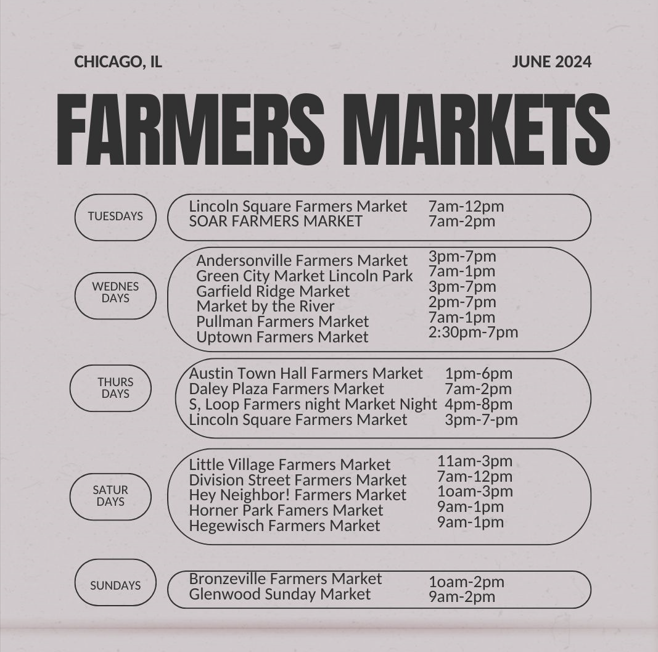 CHICAGO, IL JUNE 2024
FARMERS MARKETS
TUESDAYS
Lincoln Square Farmers Market 7am-12pm
SOAR FARMERS MARKET 7am-2pm
WEDNES
DAYS
Andersonville Farmers Market 3pm-7pm
Green City Market Lincoln Park 7am-1pm
Garfield Ridge Market 3pm-7pm
Market by the River 2pm-7pm
Pullman Farmers Market 7am-1pm
Uptown Farmers Market 2:30pm-7pm
THURS
DAYS
Austin Town Hall Farmers Market 1pm-6pm
Daley Plaza Farmers Market 7am-2pm
S, Loop Farmers night Market Night 4pm-8pm
Lincoln Square Farmers Market 3pm-7-pm
SATUR
DAYS
Little Village Farmers Market 11am-3pm
Division Street Farmers Market 7am-12pm
Hey Neighbor! Farmers Market 1oam-3pm
Horner Park Famers Market 9am-1pm
Hegewisch Farmers Market 9am-1pm
SUNDAYS
Bronzeville Farmers Market 1oam-2pm
Glenwood Sunday Market 9am-2pm